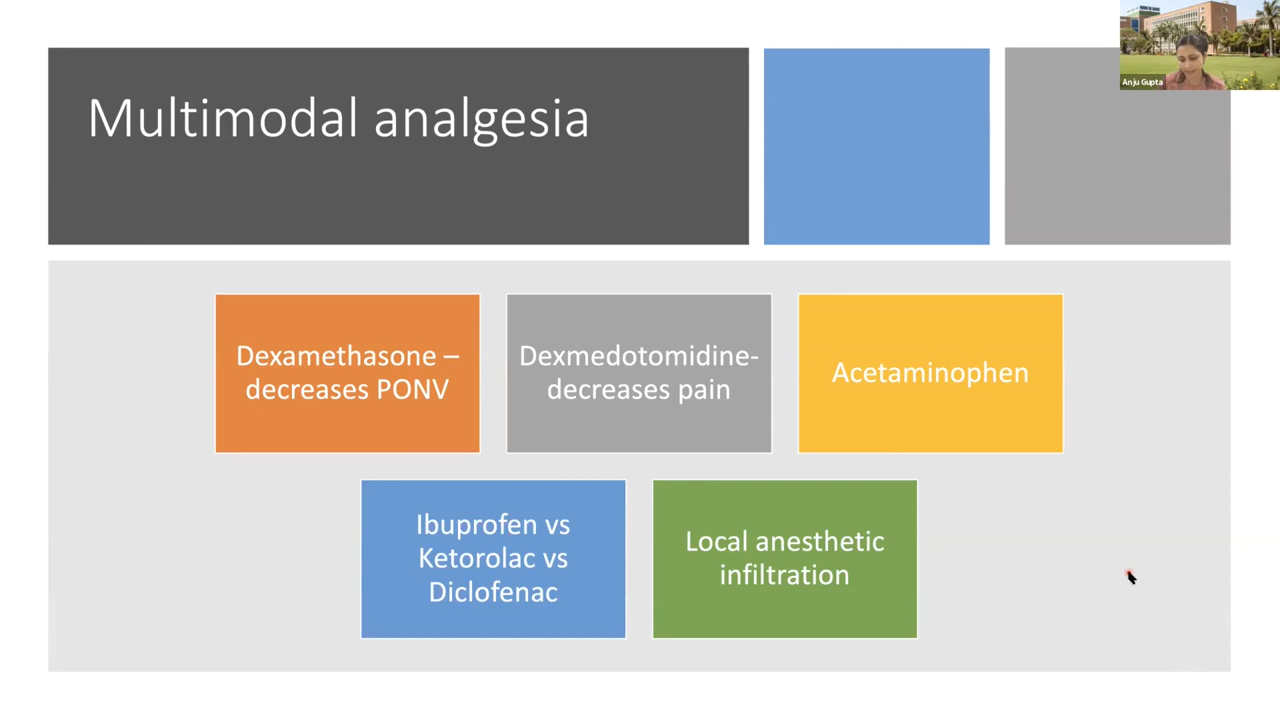 Multimodal analgesia
Anju Gupta
Dexamethasone –
decreases PONV
Dexmedotomidine-
decreases pain
Acetaminophen
Ibuprofen vs
Ketorolac vs
Diclofenac
Local anesthetic
infiltration